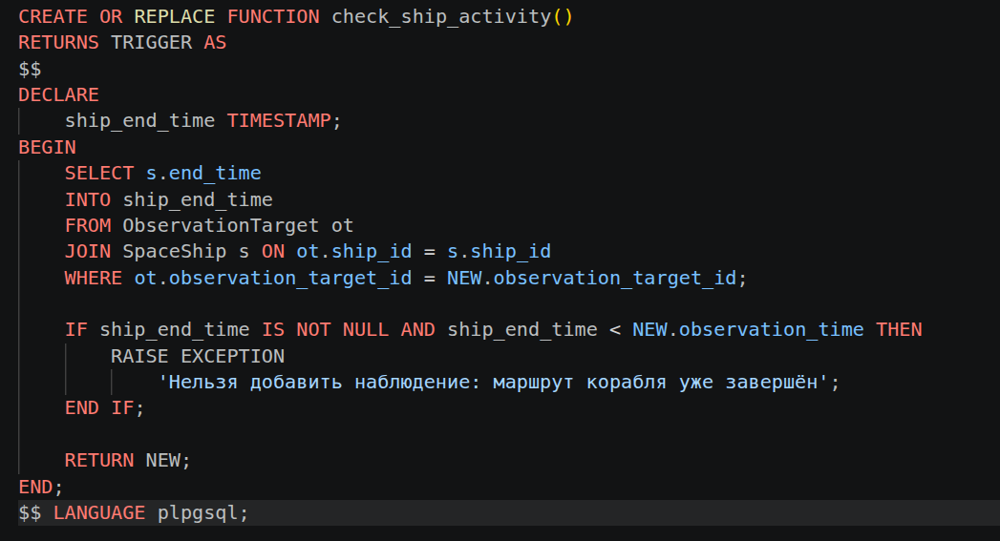 CREATE OR REPLACE FUNCTION check_ship_activity()
RETURNS TRIGGER AS
$$
DECLARE
    ship_end_time TIMESTAMP;
BEGIN
    SELECT s.end_time
    INTO ship_end_time
    FROM ObservationTarget ot
    JOIN SpaceShip s ON ot.ship_id = s.ship_id
    WHERE ot.observation_target_id = NEW.observation_target_id;

    IF ship_end_time IS NOT NULL AND ship_end_time < NEW.observation_time THEN
        RAISE EXCEPTION
            'Нельзя добавить наблюдение: маршрут корабля уже завершён';
    END IF;

    RETURN NEW;
END;
$$ LANGUAGE plpgsql;